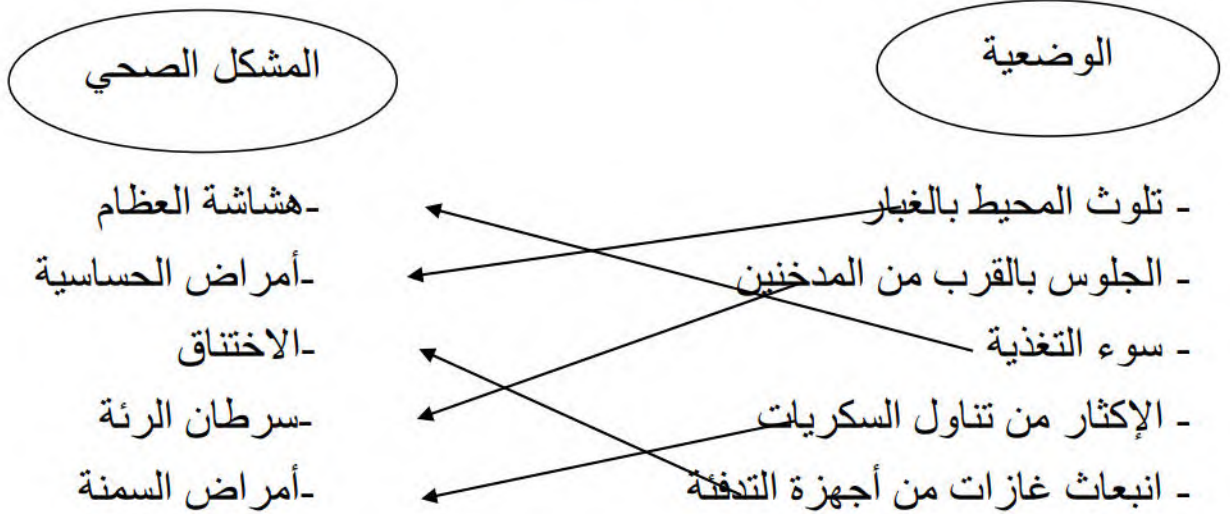 الوضعية
المشكل الصحي
- تلوث المحيط بالغبار
-هشاشة العظام
- الجلوس بالقرب من المدخنين
-أمراض الحساسية
- سوء التغذية
-الاختناق
- الإكثار من تناول السكريات
-سرطان الرئة
- انبعاث غازات من أجهزة التدفئة
-أمراض السمنة